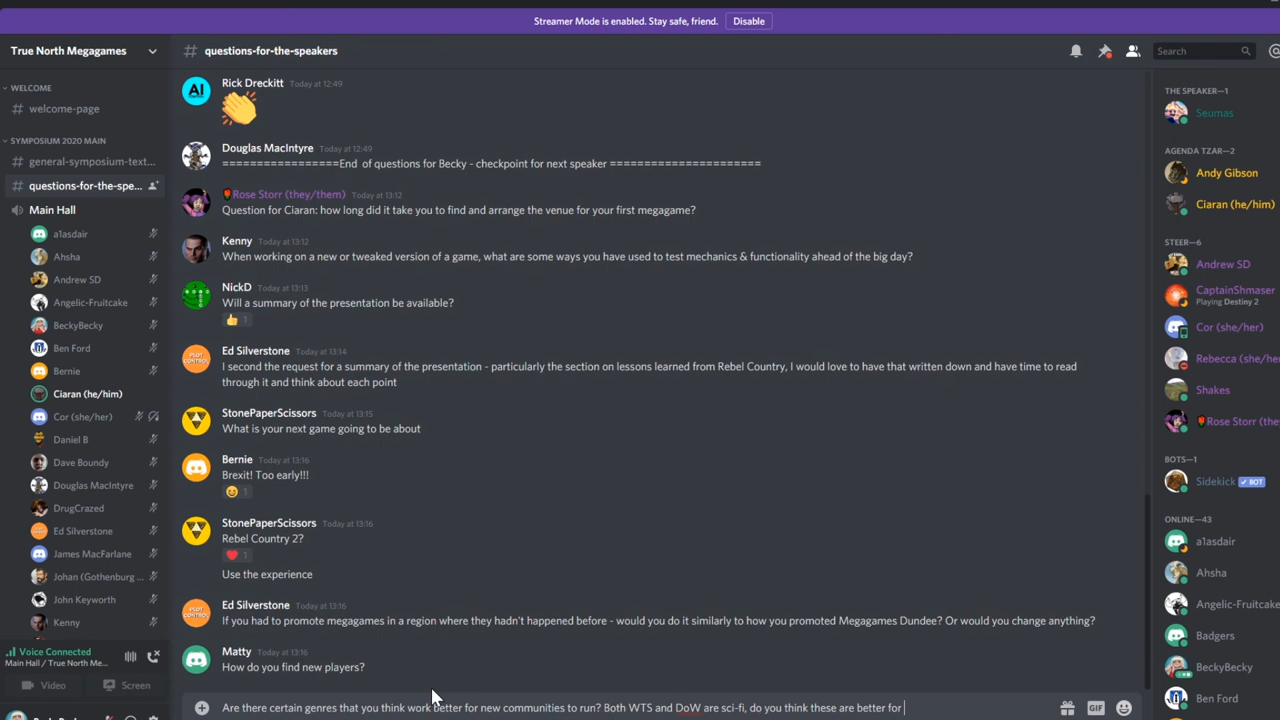 Streamer Mode is enabled. Stay safe, friend. Disable
True North Megagames
# questions-for-the-speakers
Search
WELCOME
# welcome-page
SYMPOSIUM 2020 MAIN
# general-symposium-text...
# questions-for-the-spe...
Main Hall
a1asdair
Ahsha
Andrew SD
Angelic-Fruitcake
BeckyBecky
Ben Ford
Bernie
Ciaran (he/him)
Cor (she/her)
Daniel B
Dave Boundy
Douglas MacIntyre
DrugCrazed
Ed Silverstone
James MacFarlane
Johan (Gothenburg ...
John Keyworth
Kenny
Voice Connected
Main Hall / True North Me...
Video
Screen
Rick Dreckitt Today at 12:49
AI
Douglas MacIntyre Today at 12:49
=================End of questions for Becky - checkpoint for next speaker ======================
Rose Storr (they/them) Today at 13:12
Question for Ciaran: how long did it take you to find and arrange the venue for your first megagame?
Kenny Today at 13:12
When working on a new or tweaked version of a game, what are some ways you have used to test mechanics & functionality ahead of the big day?
NickD Today at 13:13
Will a summary of the presentation be available?
1
Ed Silverstone Today at 13:14
PILOT CONTROL
I second the request for a summary of the presentation - particularly the section on lessons learned from Rebel Country, I would love to have that written down and have time to read
through it and think about each point
StonePaperScissors Today at 13:15
What is your next game going to be about
Bernie Today at 13:16
Brexit! Too early!!!
1
StonePaperScissors Today at 13:16
Rebel Country 2?
1
Use the experience
Ed Silverstone Today at 13:16
If you had to promote megagames in a region where they hadn't happened before - would you do it similarly to how you promoted Megagames Dundee? Or would you change anything?
Matty Today at 13:16
How do you find new players?
Are there certain genres that you think work better for new communities to run? Both WTS and DoW are sci-fi, do you think these are better for
GIF
THE SPEAKER—1
Seumas
AGENDA TZAR—2
Andy Gibson
Ciaran (he/him)
STEER—6
Andrew SD
CaptainShmaser
Playing Destiny 2
Cor (she/her)
Rebecca (she/her
Shakes
Rose Storr (the
BOTS—1
Sidekick BOT
ONLINE—43
a1asdair
Ahsha
Angelic-Fruitcake
Badgers
BeckyBecky
Ben Ford